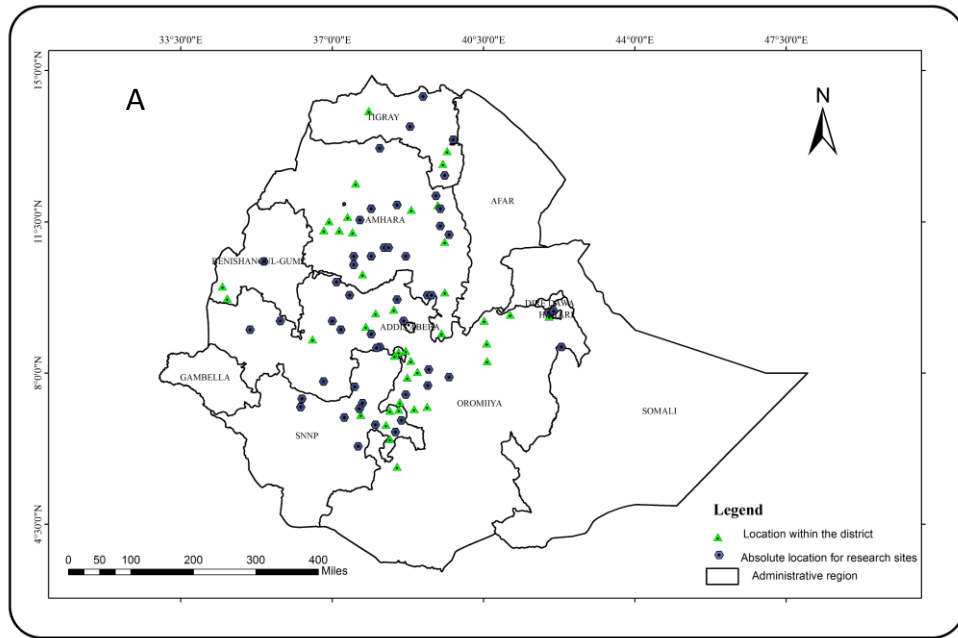 33°30'0"E 37°0'0"E 40°30'0"E 44°0'0"E 47°30'0"E
15°0'0"N
A
N
TIGRAY
AFAR
11°30'0"N
AMHARA
BENISHANGUL-GUMZ
DIRE DAWA
HARARI
ADDIS ABEBA
8°0'0"N
GAMBELLA
OROMIIYA
SOMALI
SNNP
4°30'0"N
Legend
Location within the district
Absolute location for research sites
Administrative region
0 50 100 200 300 400
Miles